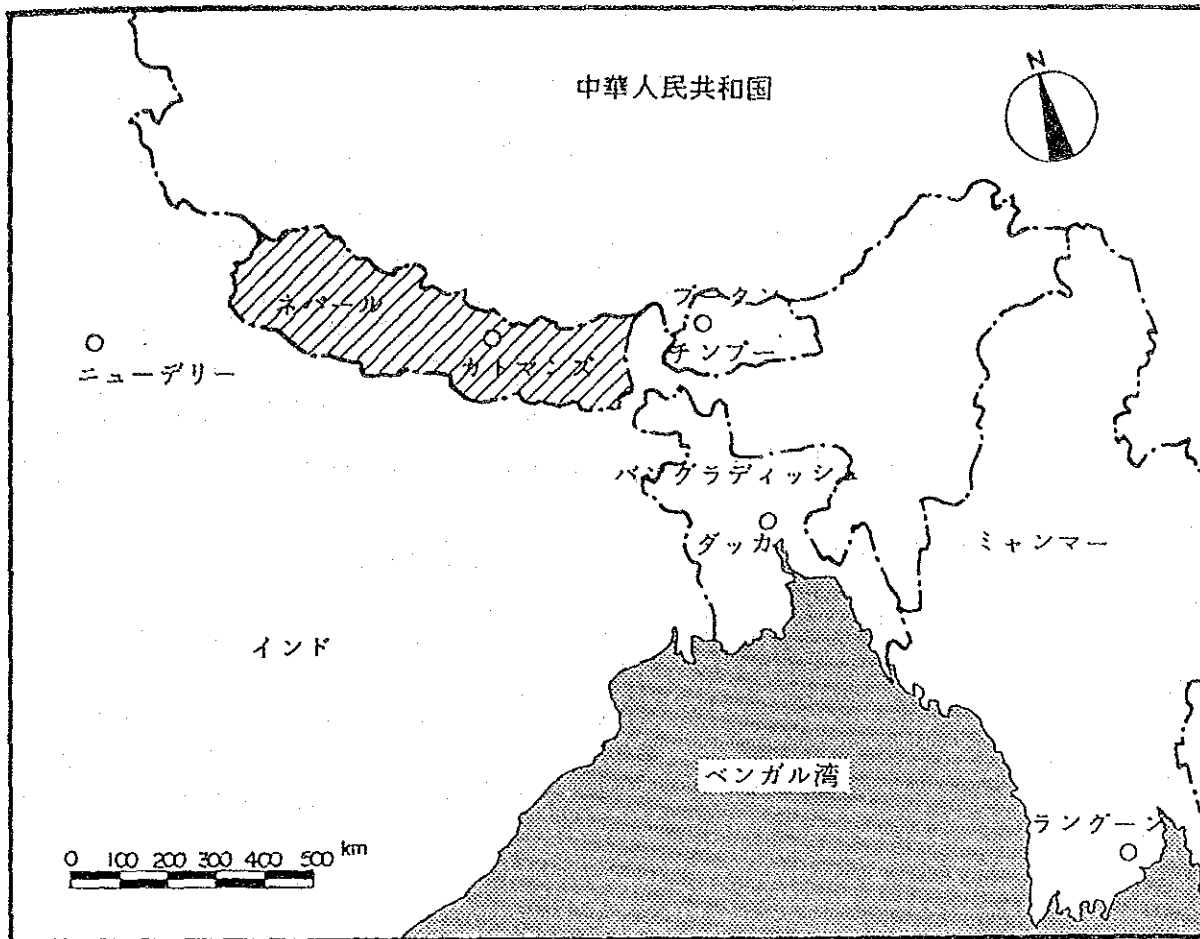 N
中華人民共和国
ブータン
ネパール
チンプー
カトマンズ
ニューデリー
バングラディッシュ
ダッカ
ミャンマー
インド
ベンガル湾
ラングーン
0 100 200 300 400 500 km